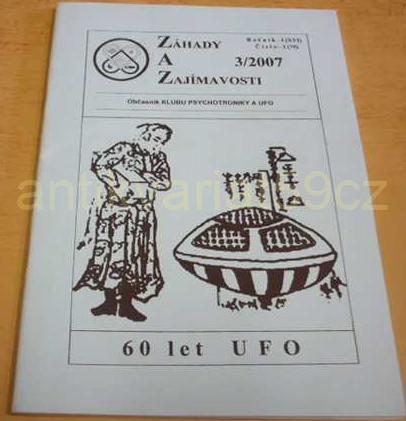 ZÁHADY
A
ZAJÍMAVOSTI
3/2007
Občasník KLUBU PSYCHOTRONIKY A UFO
60 let UFO